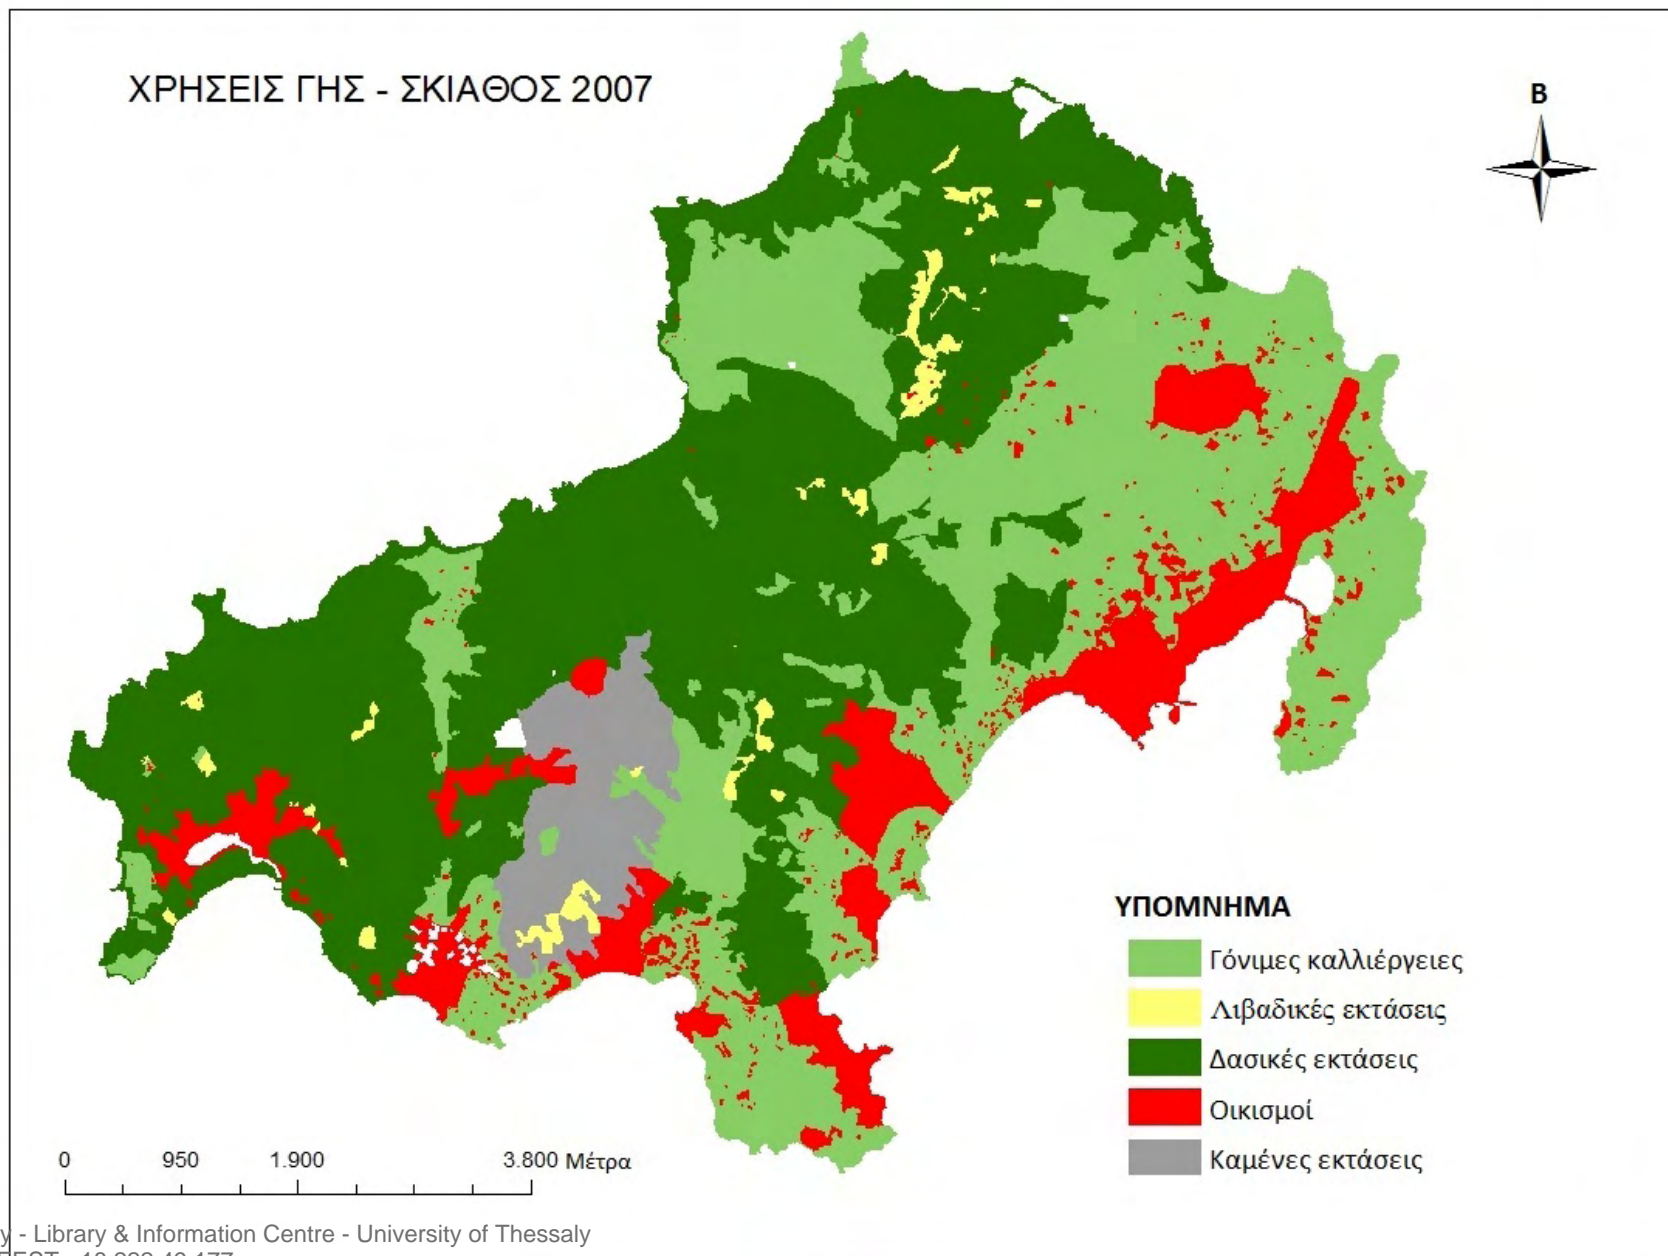 ΧΡΗΣΕΙΣ ΓΗΣ - ΣΚΙΑΘΟΣ 2007
Β
ΥΠΟΜΝΗΜΑ
Γόνιμες καλλιέργειες
Λιβαδικές εκτάσεις
Δασικές εκτάσεις
Οικισμοί
Καμένες εκτάσεις
0 950 1.900 3.800 Μέτρα
y - Library & Information Centre - University of Thessaly